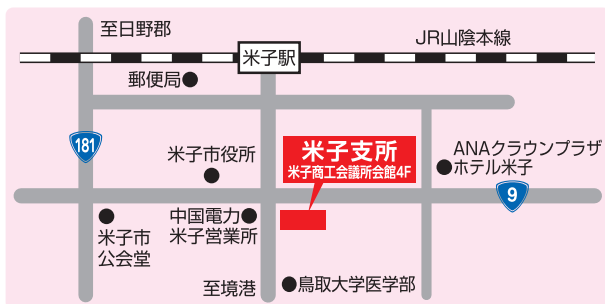 至日野郡
JR山陰本線
米子駅
郵便局
181
米子支所
米子商工会議所会館4F
米子市役所
ANAクラウンプラザ
ホテル米子
9
中国電力
米子営業所
米子市
公会堂
至境港
鳥取大学医学部